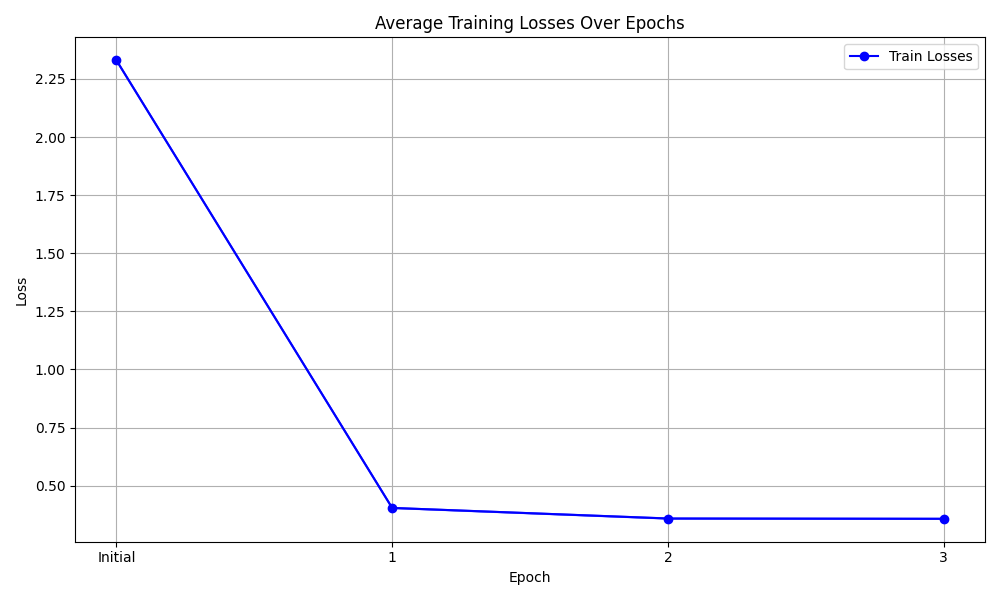 Average Training Losses Over Epochs
Train Losses
2.25
2.00
1.75
1.50
1.25
1.00
0.75
0.50
Loss
Initial 1 2 3
Epoch